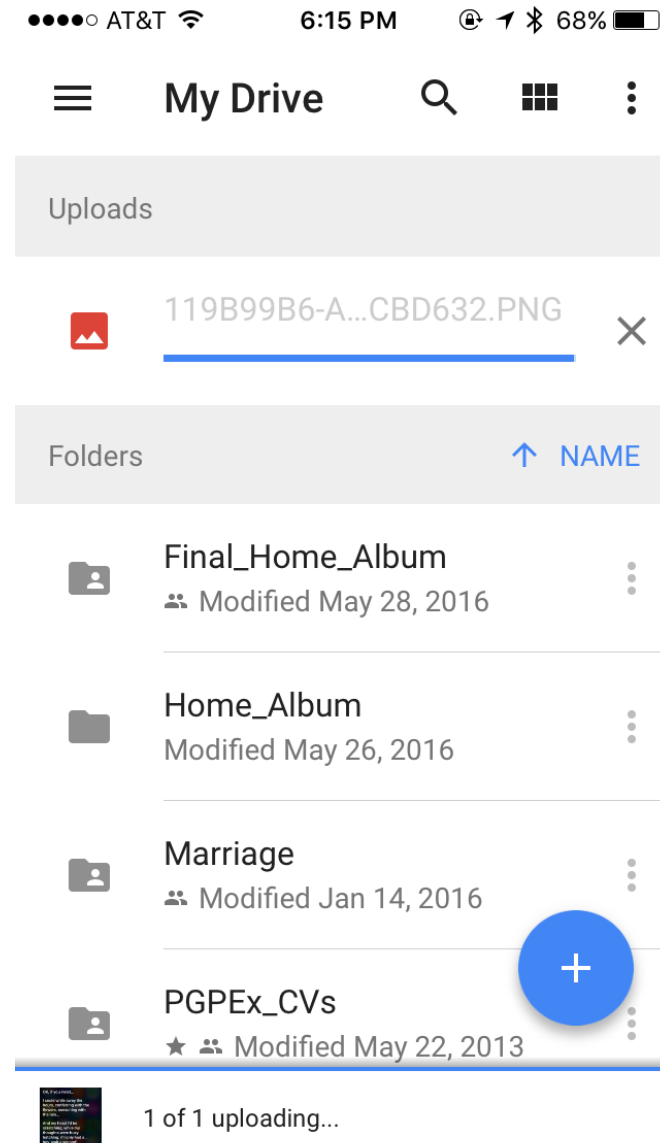 AT&T 6:15 PM 68%
My Drive
Uploads
119B99B6-A...CBD632.PNG
Folders NAME
Final_Home_Album
Modified May 28, 2016
Home_Album
Modified May 26, 2016
Marriage
Modified Jan 14, 2016
PGPEx_CVs
Modified May 22, 2013
1 of 1 uploading...